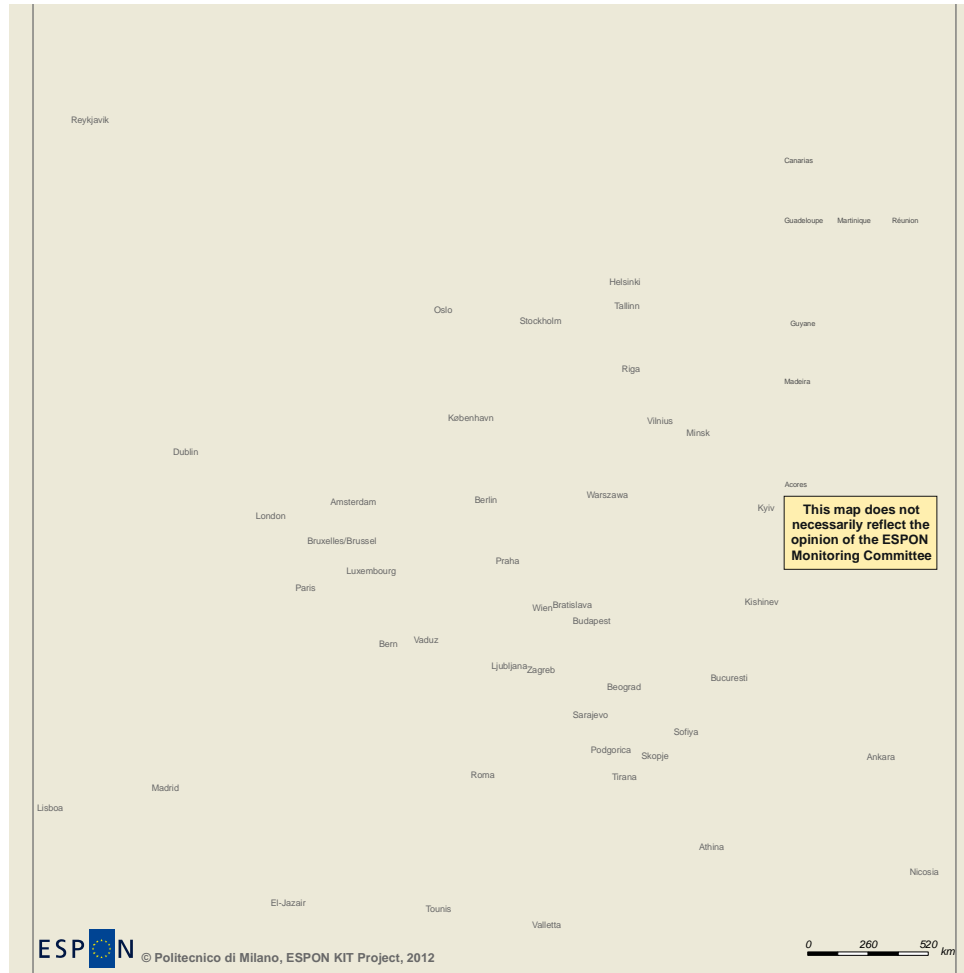 Reykjavik
Canarias
Guadeloupe Martinique Réunion
Helsinki
Tallinn
Oslo
Stockholm
Guyane
Riga
Madeira
København
Vilnius
Minsk
Dublin
Acores
Amsterdam
Berlin
Warszawa
Kyiv
London
This map does not
necessarily reflect the
opinion of the ESPON
Monitoring Committee
Bruxelles/Brussel
Praha
Luxembourg
Paris
Wien
Bratislava
Kishinev
Budapest
Bern
Vaduz
Ljubljana
Zagreb
Bucuresti
Beograd
Sarajevo
Sofiya
Podgorica
Skopje
Ankara
Roma
Tirana
Madrid
Lisboa
Athina
Nicosia
El-Jazair
Tounis
Valletta
ESPON
© Politecnico di Milano, ESPON KIT Project, 2012
0 260 520
km